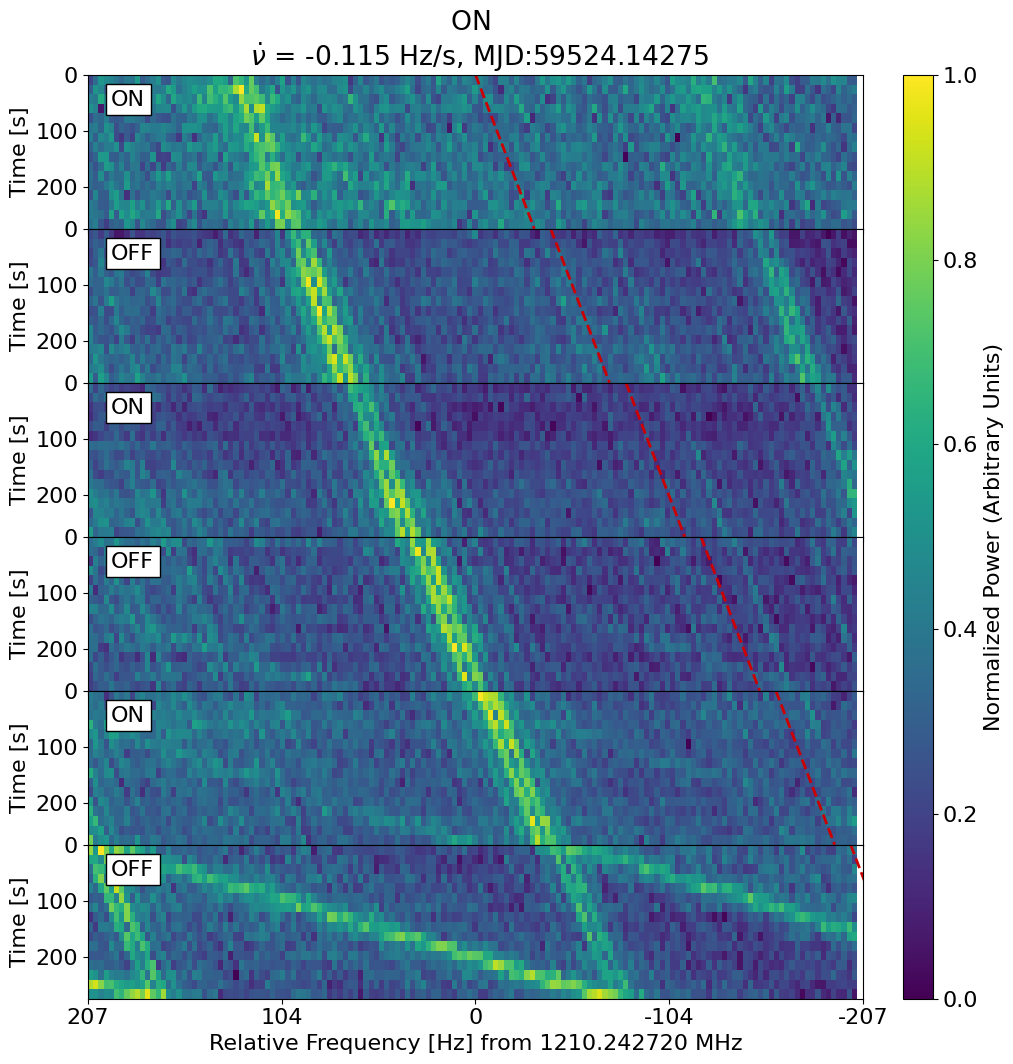 ON
ν̇ = -0.115 Hz/s, MJD:59524.14275
0
ON
100
Time [s]
200
0
OFF
100
Time [s]
200
0
ON
100
Time [s]
200
0
OFF
100
Time [s]
200
0
ON
100
Time [s]
200
0
OFF
100
Time [s]
200
207 104 0 -104 -207
Relative Frequency [Hz] from 1210.242720 MHz
1.0
0.8
0.6
0.4
0.2
0.0
Normalized Power (Arbitrary Units)